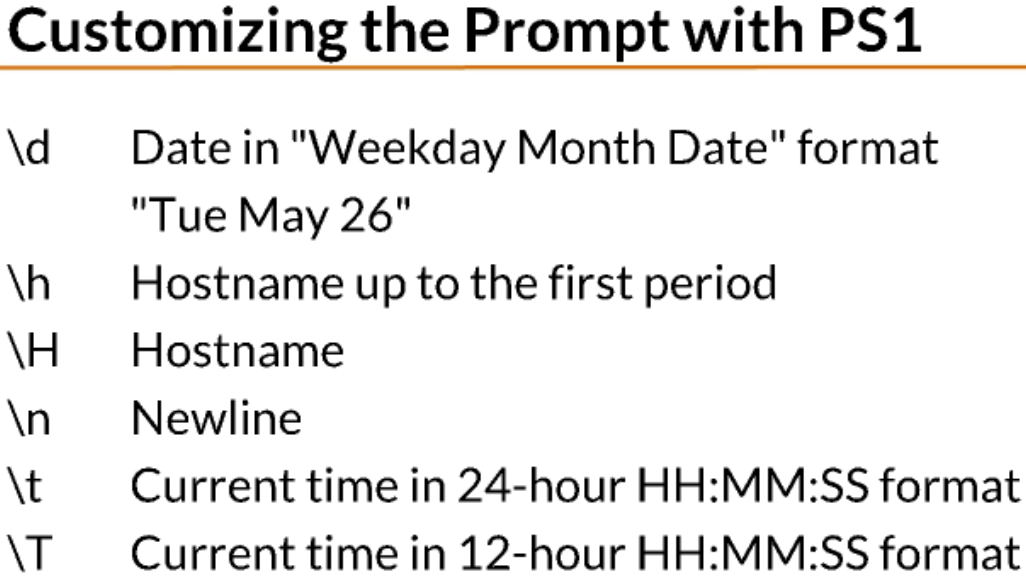 Customizing the Prompt with PS1
\d Date in "Weekday Month Date" format
"Tue May 26"
\h Hostname up to the first period
\H Hostname
\n Newline
\t Current time in 24-hour HH:MM:SS format
\T Current time in 12-hour HH:MM:SS format